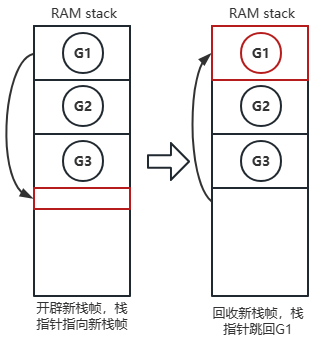 RAM stack
G1
G2
G3
开辟新栈帧，栈
指针指向新栈帧
RAM stack
G1
G2
G3
回收新栈帧，栈
指针跳回G1